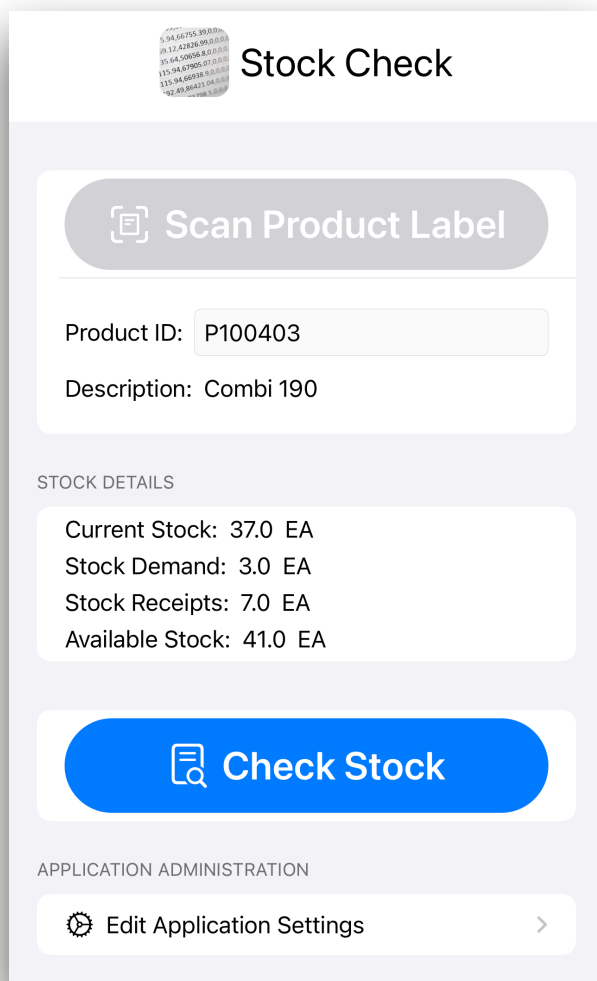 Stock Check
Scan Product Label
Product ID: P100403
Description: Combi 190
STOCK DETAILS
Current Stock: 37.0 EA
Stock Demand: 3.0 EA
Stock Receipts: 7.0 EA
Available Stock: 41.0 EA
Check Stock
APPLICATION ADMINISTRATION
Edit Application Settings